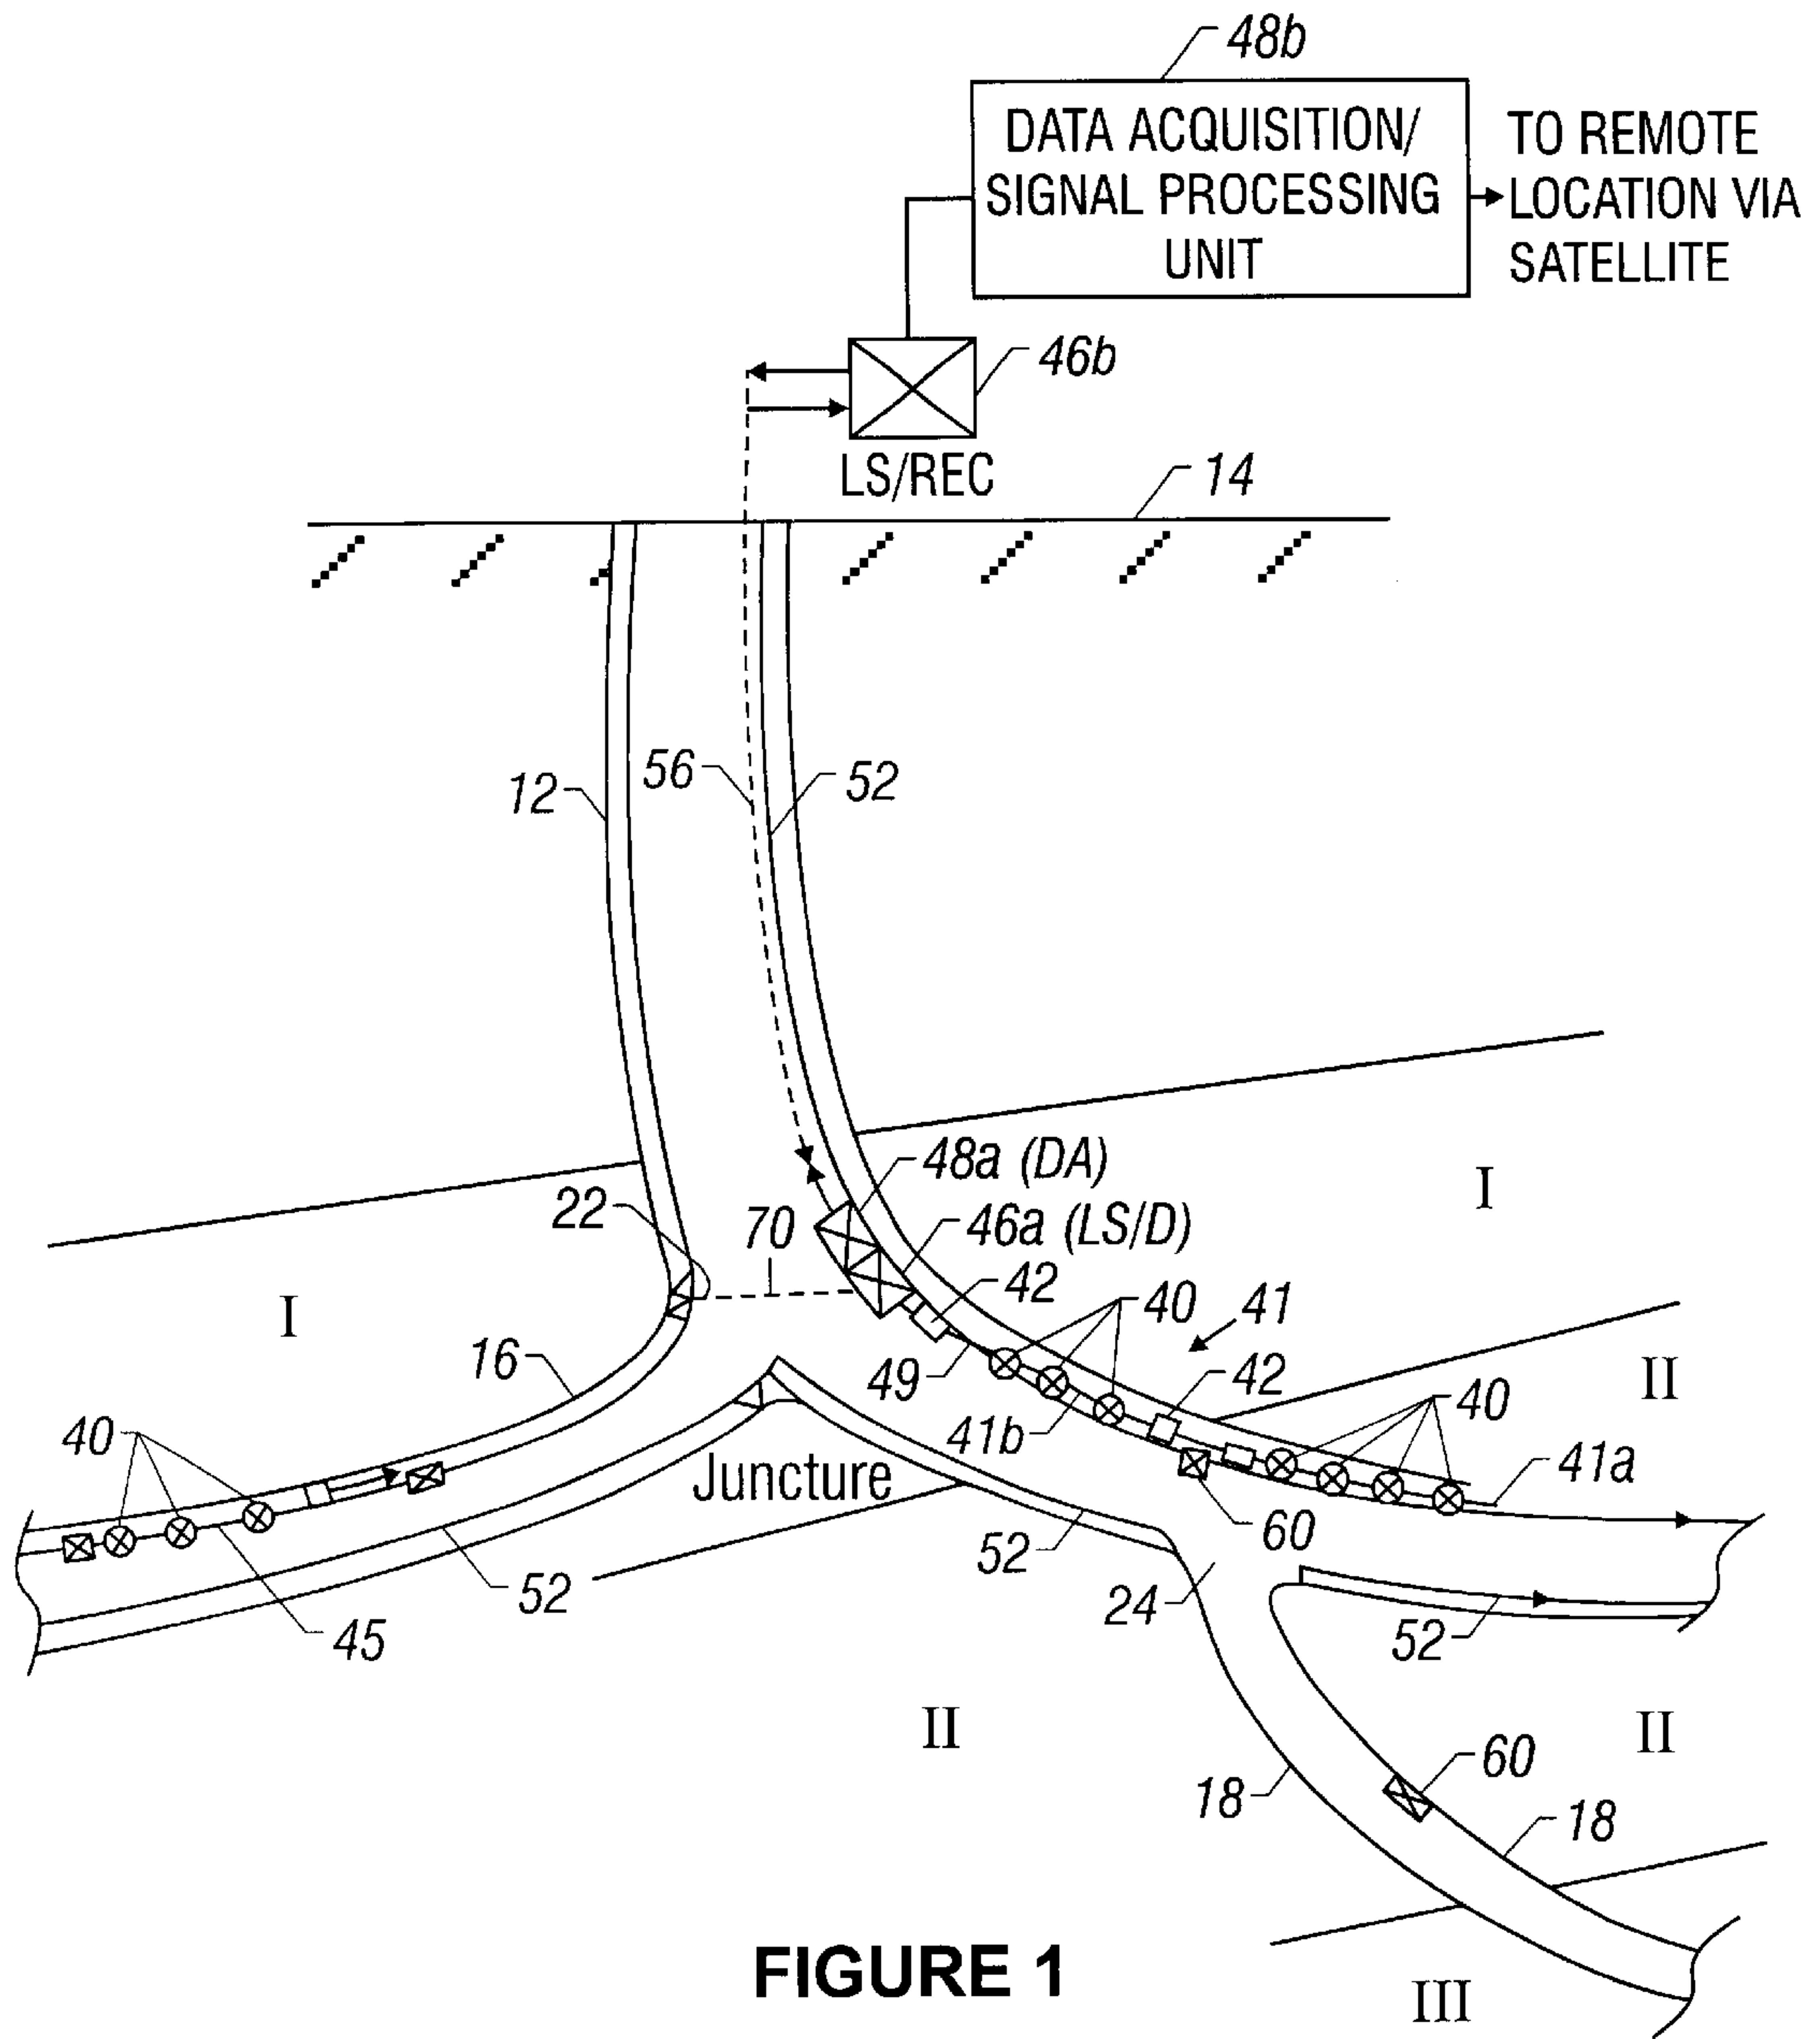 48b
DATA ACQUISITION/
SIGNAL PROCESSING
UNIT
TO REMOTE
LOCATION VIA
SATELLITE
46b
LS/REC
14
12
56
52
48a (DA)
I
22
70
46a (LS/D)
42
40
41
I
16
49
42
40
II
40
41b
41a
Juncture
60
52
52
24
45
52
II
II
60
18
18
FIGURE 1
III